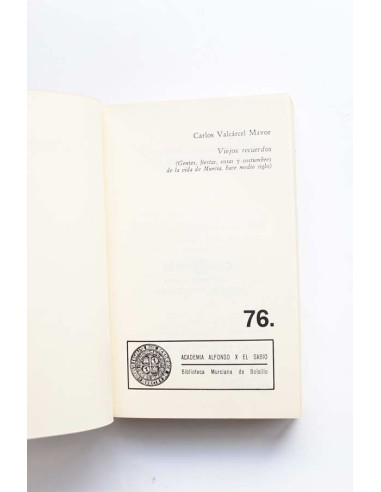 Carlos Valcárcel Mavor
Viejos recuerdos
(Gentes, fiestas, cosas y costumbres
de la vida de Murcia, hace medio siglo)
76.
ACADEMIA ALFONSO X EL SABIO
Biblioteca Murciana de Bolsillo